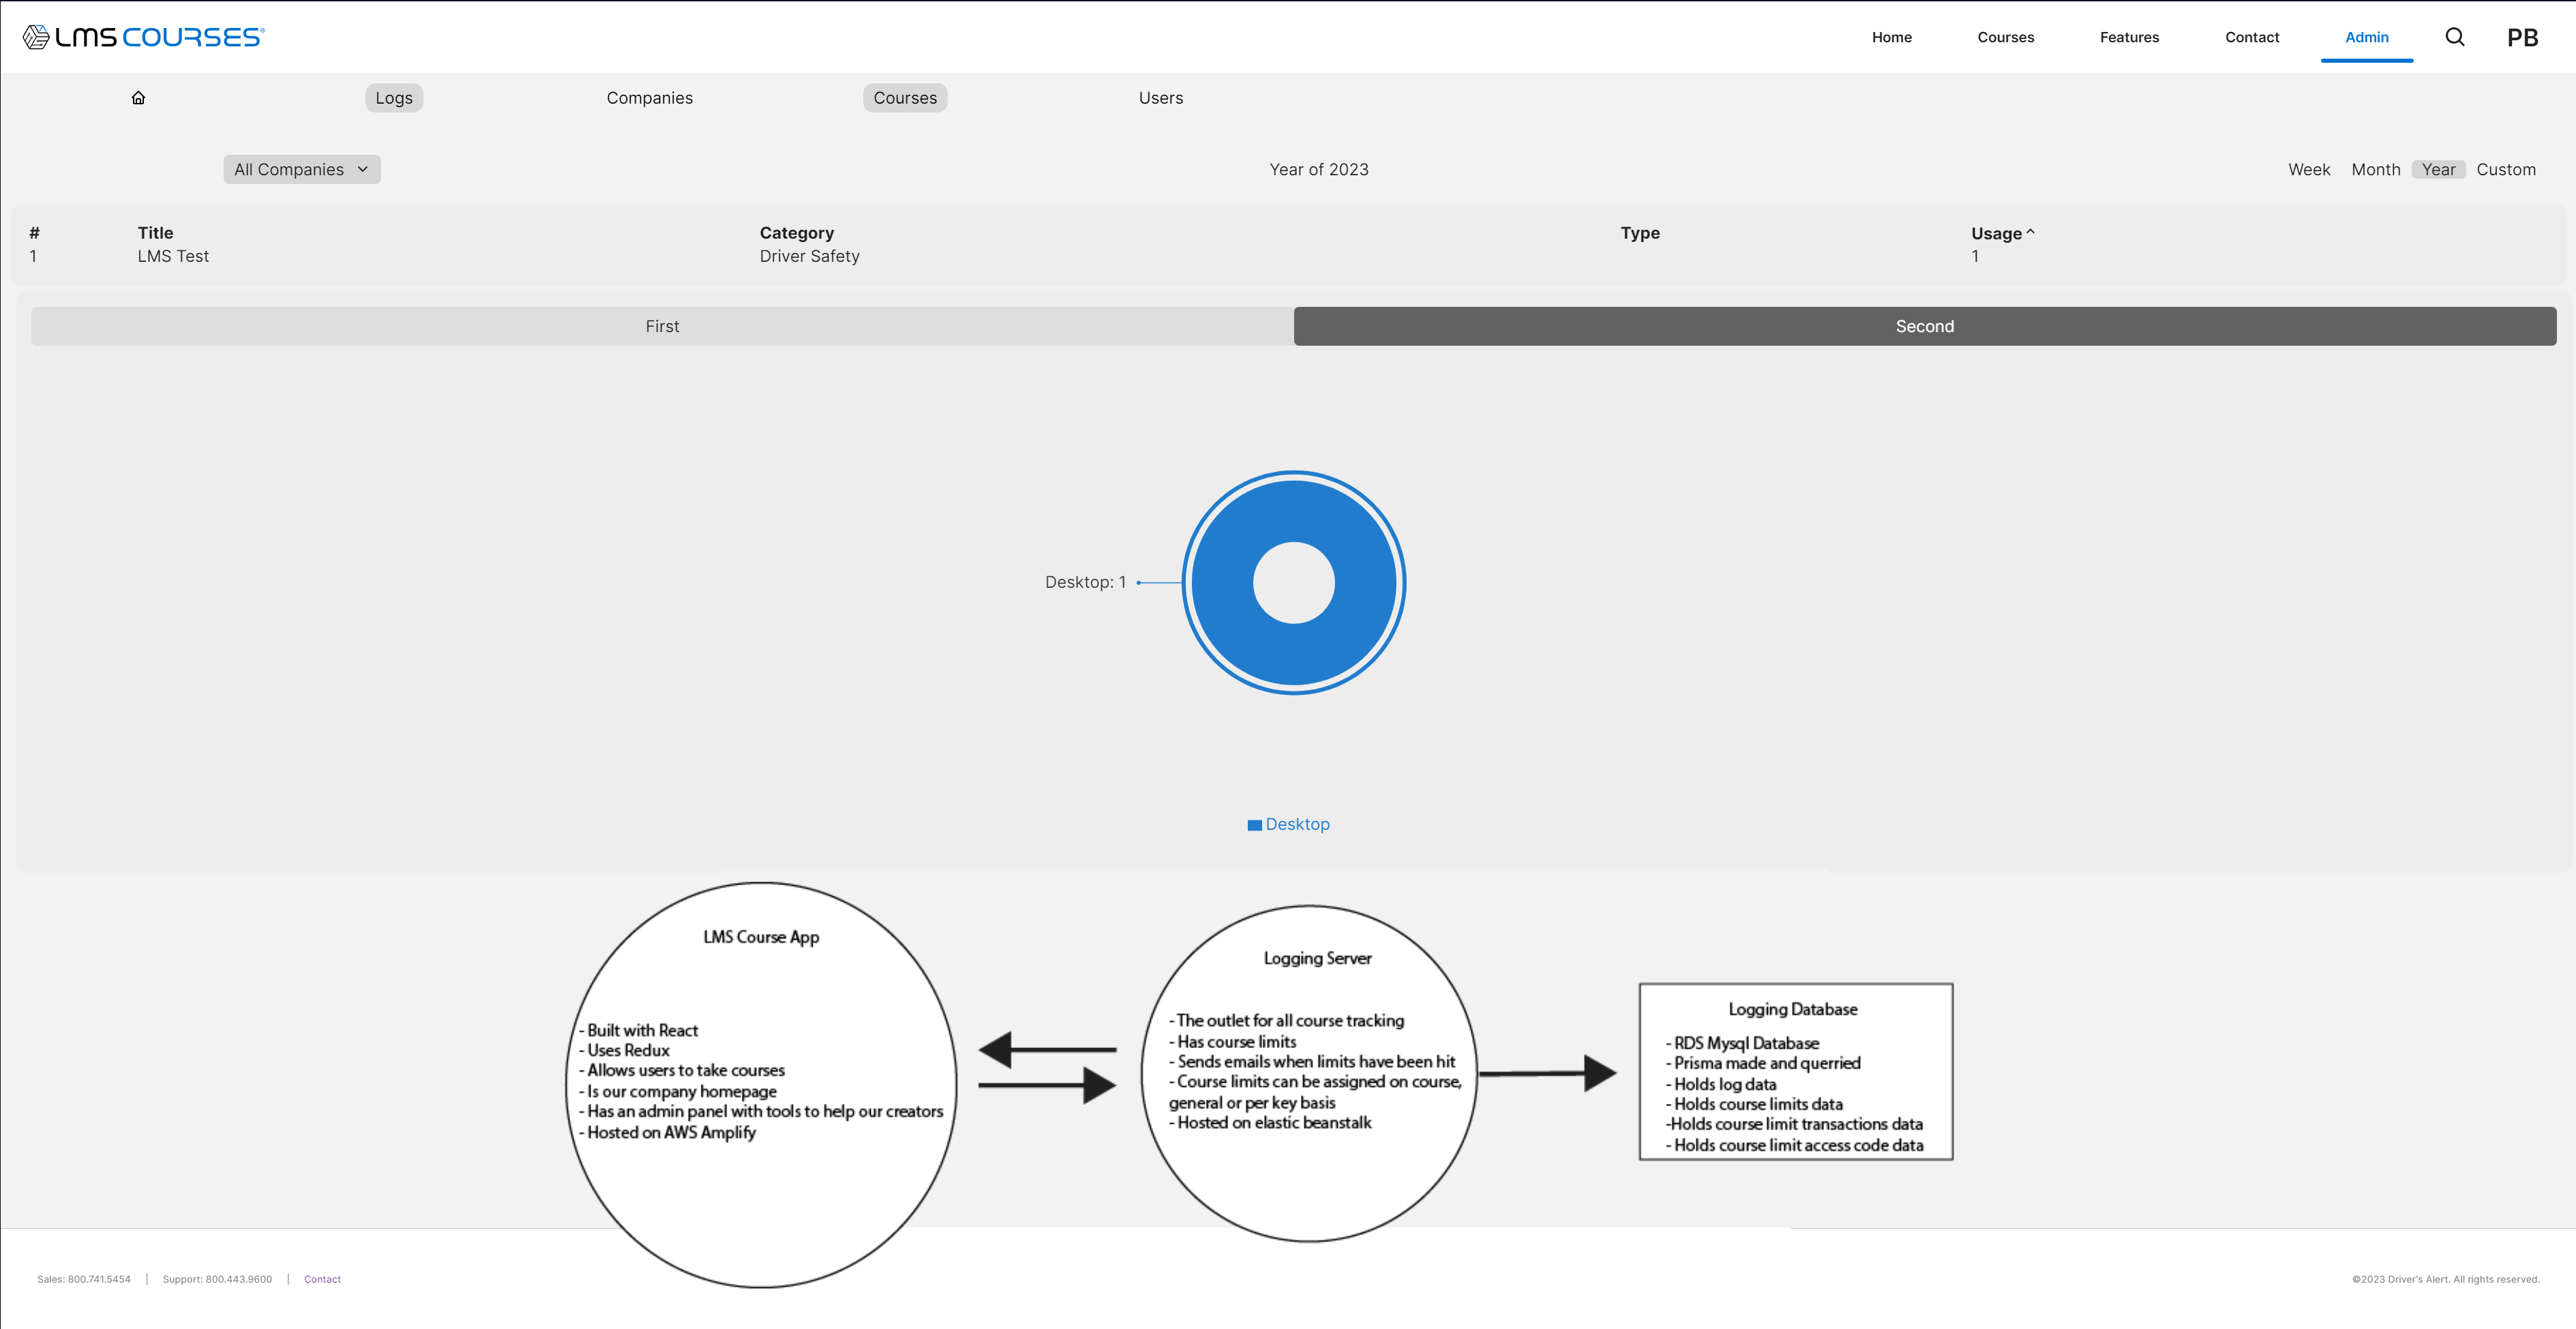 LMS COURSES®
Home Courses Features Contact Admin PB
Logs Companies Courses Users
All Companies Year of 2023 Week Month Year Custom
# Title Category Type Usage
1 LMS Test Driver Safety 1
First Second
Desktop: 1
Desktop
LMS Course App
- Built with React
- Uses Redux
- Allows users to take courses
- Is our company homepage
- Has an admin panel with tools to help our creators
- Hosted on AWS Amplify
Logging Server
- The outlet for all course tracking
- Has course limits
- Sends emails when limits have been hit
- Course limits can be assigned on course,
general or per key basis
- Hosted on elastic beanstalk
Logging Database
- RDS Mysql Database
- Prisma made and querried
- Holds log data
- Holds course limits data
-Holds course limit transactions data
- Holds course limit access code data
Sales: 800.741.5454 | Support: 800.443.9600 | Contact
©2023 Driver's Alert. All rights reserved.